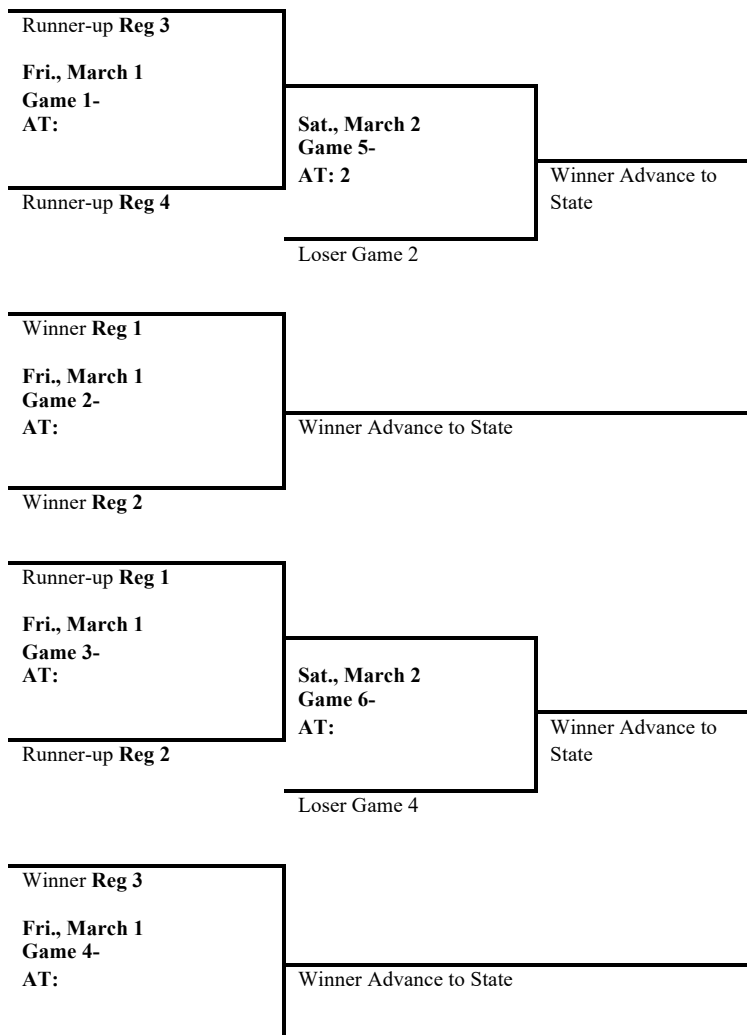 Runner-up Reg 3
Fri., March 1
Game 1-
AT:
Sat., March 2
Game 5-
AT: 2
Winner Advance to
State
Runner-up Reg 4
Loser Game 2
Winner Reg 1
Fri., March 1
Game 2-
AT:
Winner Advance to State
Winner Reg 2
Runner-up Reg 1
Fri., March 1
Game 3-
AT:
Sat., March 2
Game 6-
AT:
Winner Advance to
State
Runner-up Reg 2
Loser Game 4
Winner Reg 3
Fri., March 1
Game 4-
AT:
Winner Advance to State